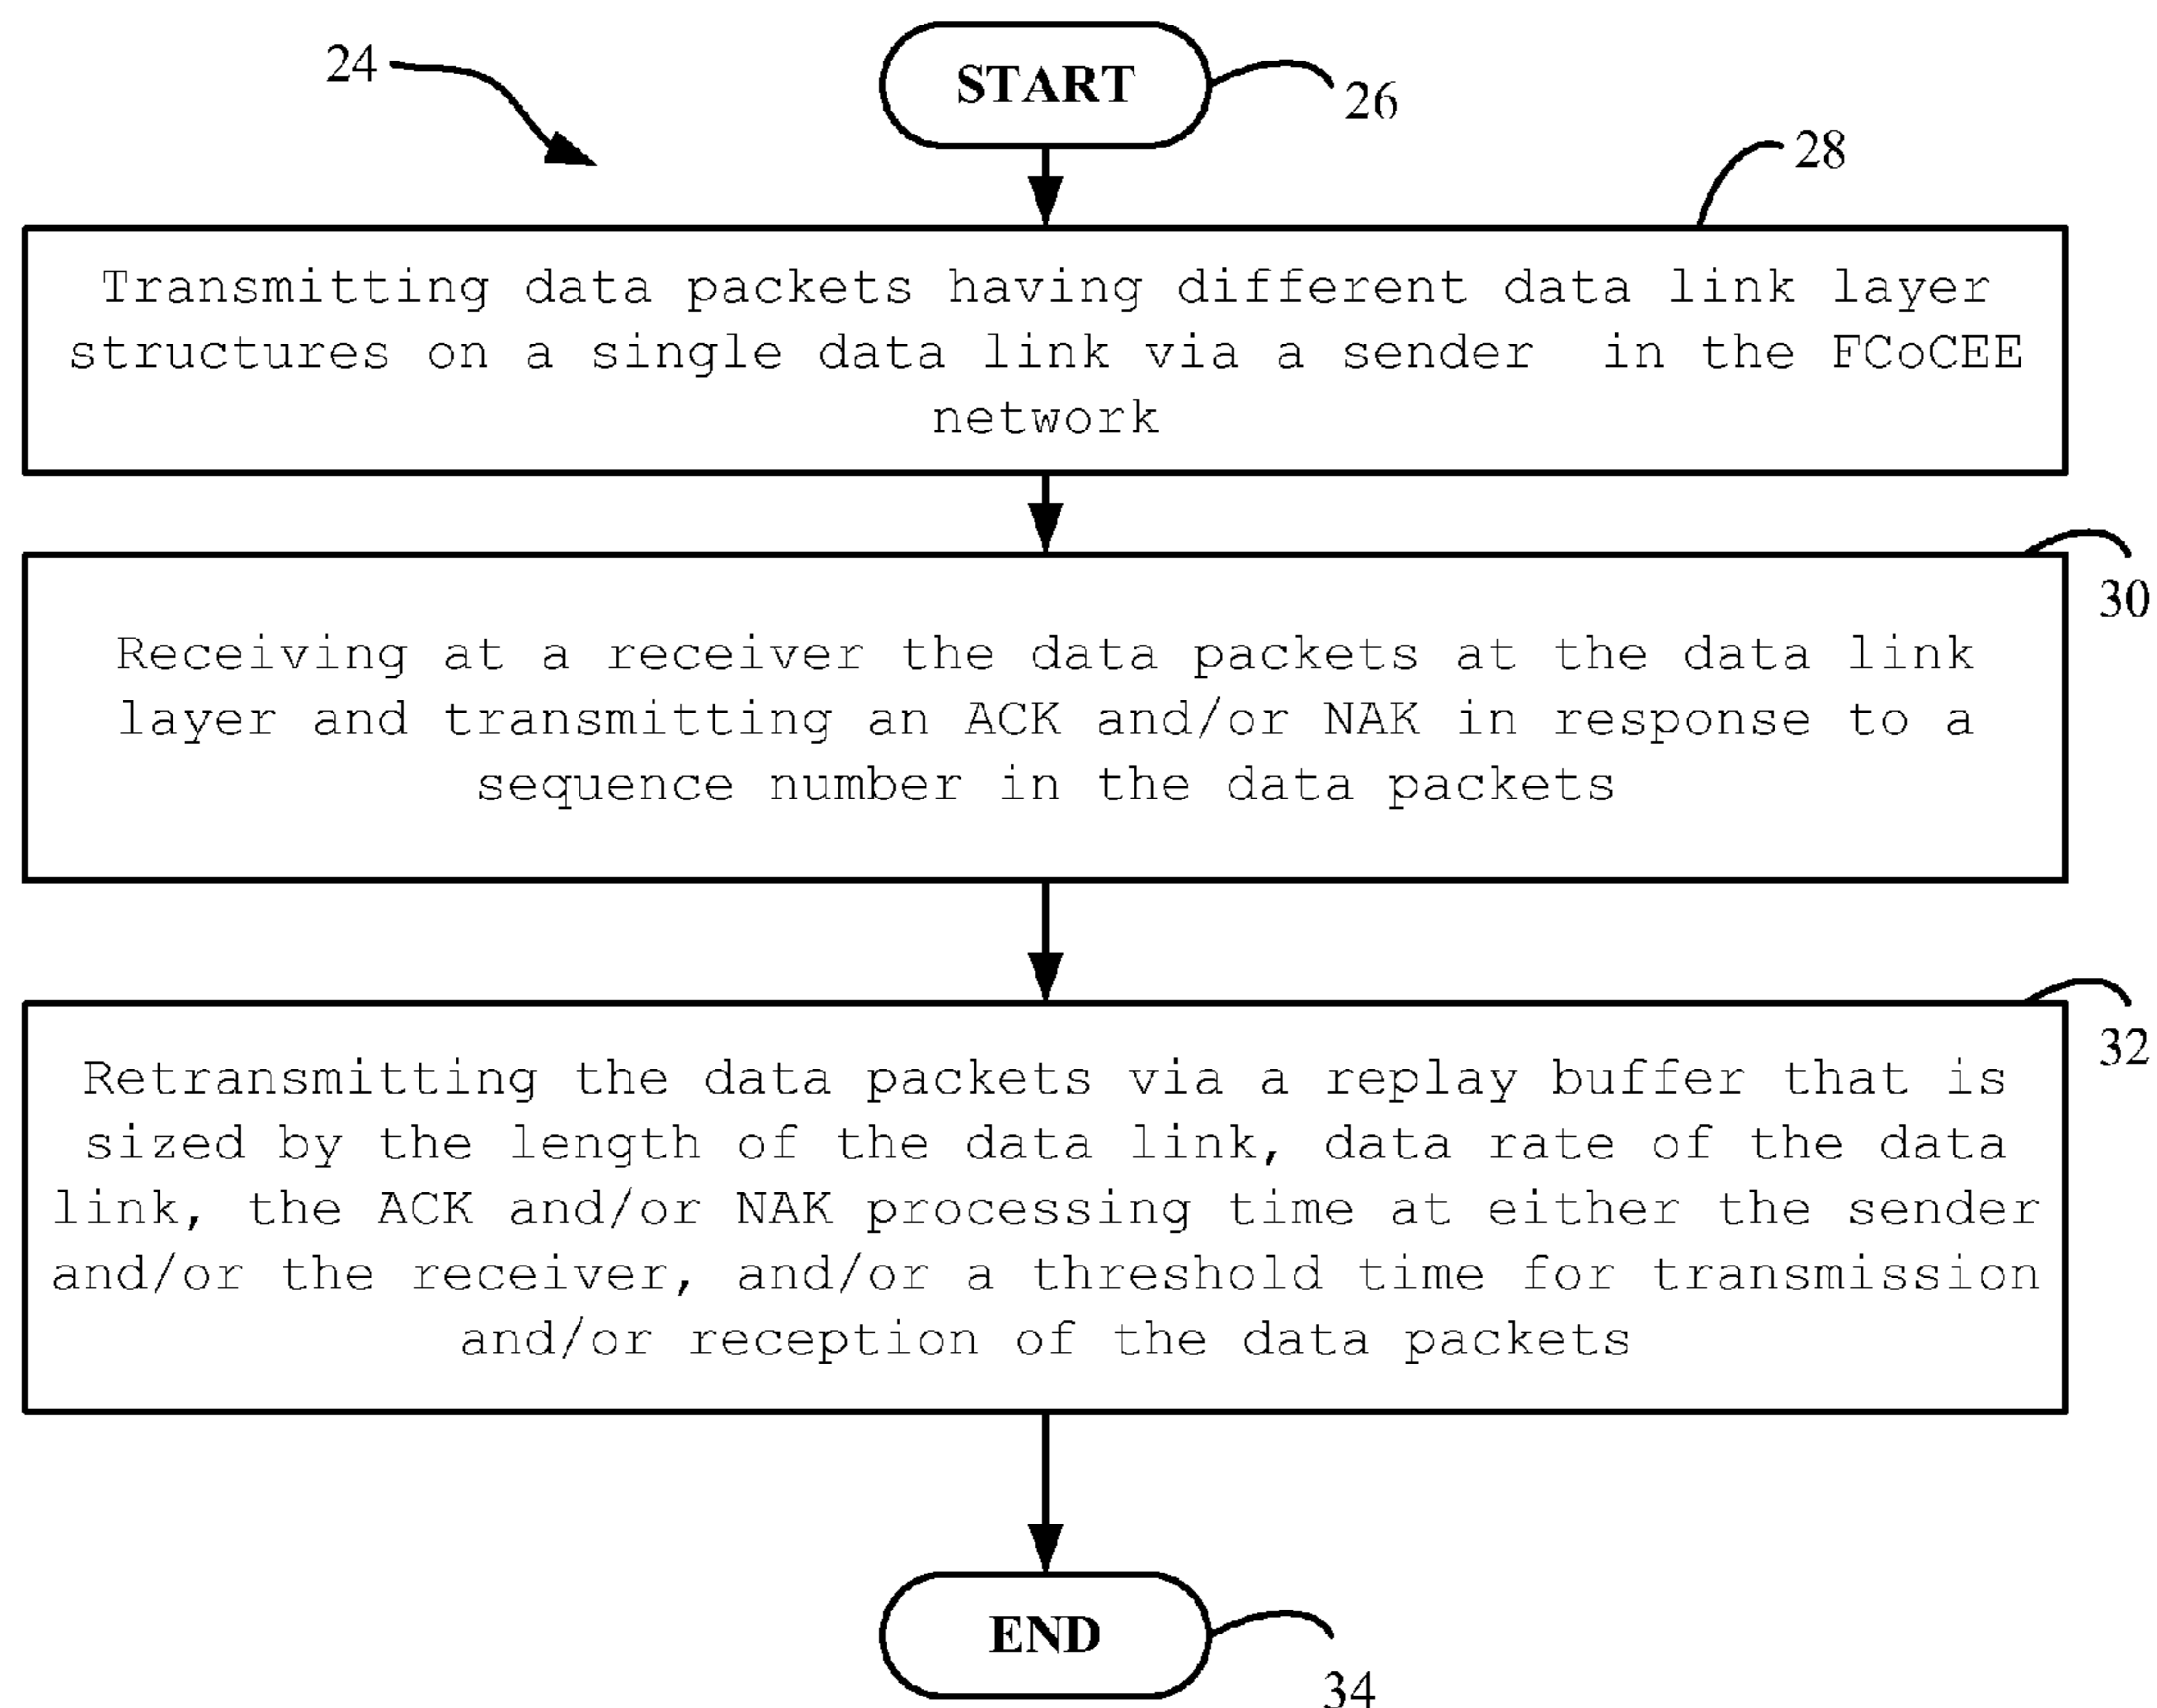 24
START
26
28
Transmitting data packets having different data link layer
structures on a single data link via a sender in the FCoCEE
network
30
Receiving at a receiver the data packets at the data link
layer and transmitting an ACK and/or NAK in response to a
sequence number in the data packets
32
Retransmitting the data packets via a replay buffer that is
sized by the length of the data link, data rate of the data
link, the ACK and/or NAK processing time at either the sender
and/or the receiver, and/or a threshold time for transmission
and/or reception of the data packets
END
34